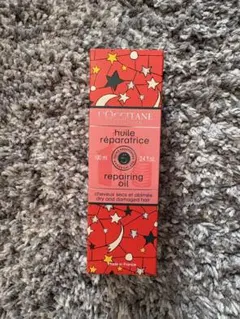 L'OCCITANE
huile
réparatrice
100 ml 3.4 fl.oz.
5
repairing
oil
cheveux secs et abîmés
dry and damaged hair
Made in France